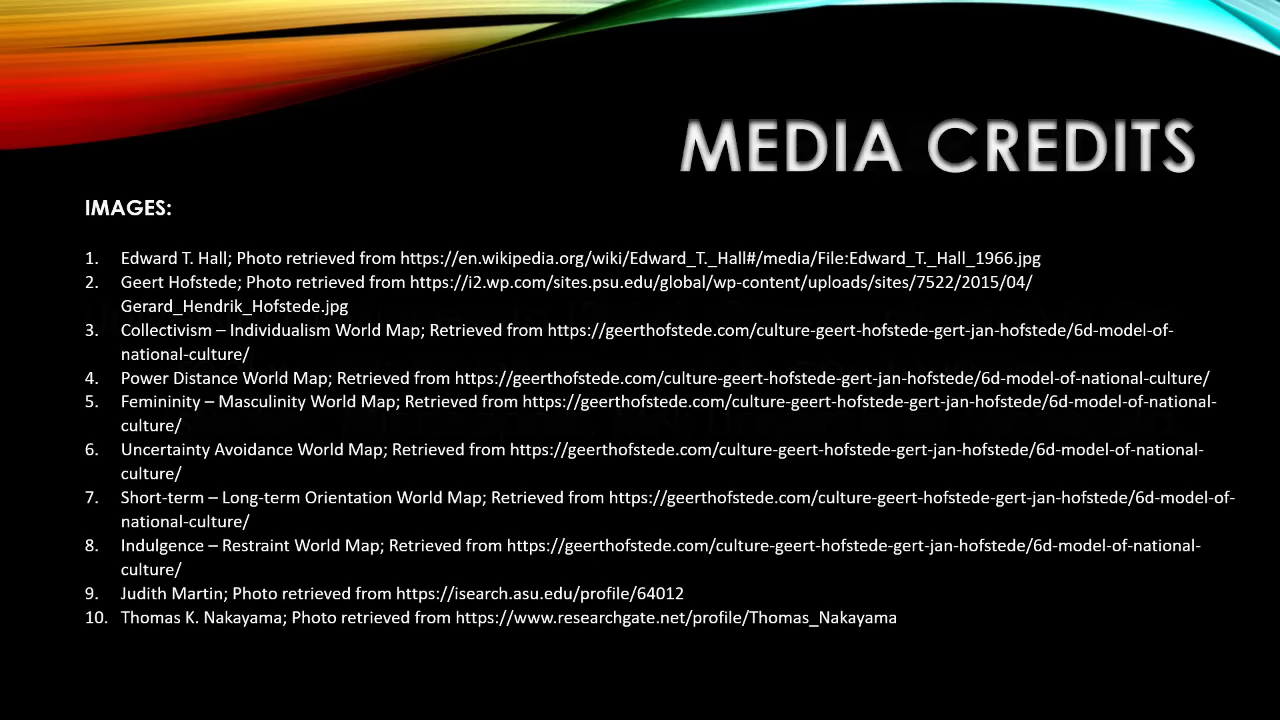 MEDIA CREDITS
IMAGES:
1. Edward T. Hall; Photo retrieved from https://en.wikipedia.org/wiki/Edward_T._Hall#/media/File:Edward_T._Hall_1966.jpg
2. Geert Hofstede; Photo retrieved from https://i2.wp.com/sites.psu.edu/global/wp-content/uploads/sites/7522/2015/04/
Gerard_Hendrik_Hofstede.jpg
3. Collectivism – Individualism World Map; Retrieved from https://geerthofstede.com/culture-geert-hofstede-gert-jan-hofstede/6d-model-of-
national-culture/
4. Power Distance World Map; Retrieved from https://geerthofstede.com/culture-geert-hofstede-gert-jan-hofstede/6d-model-of-national-culture/
5. Femininity – Masculinity World Map; Retrieved from https://geerthofstede.com/culture-geert-hofstede-gert-jan-hofstede/6d-model-of-national-
culture/
6. Uncertainty Avoidance World Map; Retrieved from https://geerthofstede.com/culture-geert-hofstede-gert-jan-hofstede/6d-model-of-national-
culture/
7. Short-term – Long-term Orientation World Map; Retrieved from https://geerthofstede.com/culture-geert-hofstede-gert-jan-hofstede/6d-model-of-
national-culture/
8. Indulgence – Restraint World Map; Retrieved from https://geerthofstede.com/culture-geert-hofstede-gert-jan-hofstede/6d-model-of-national-
culture/
9. Judith Martin; Photo retrieved from https://isearch.asu.edu/profile/64012
10. Thomas K. Nakayama; Photo retrieved from https://www.researchgate.net/profile/Thomas_Nakayama